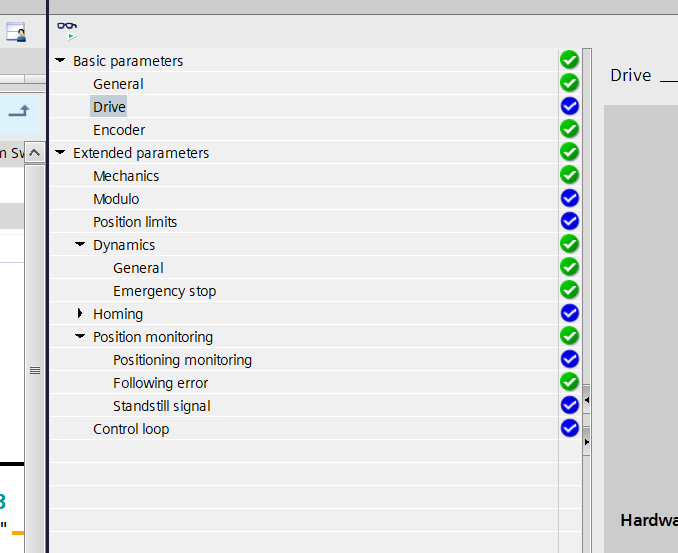 Basic parameters
General
Drive
Encoder
Extended parameters
Mechanics
Modulo
Position limits
Dynamics
General
Emergency stop
Homing
Position monitoring
Positioning monitoring
Following error
Standstill signal
Control loop
Drive
Hardwa
m Sw
3
"